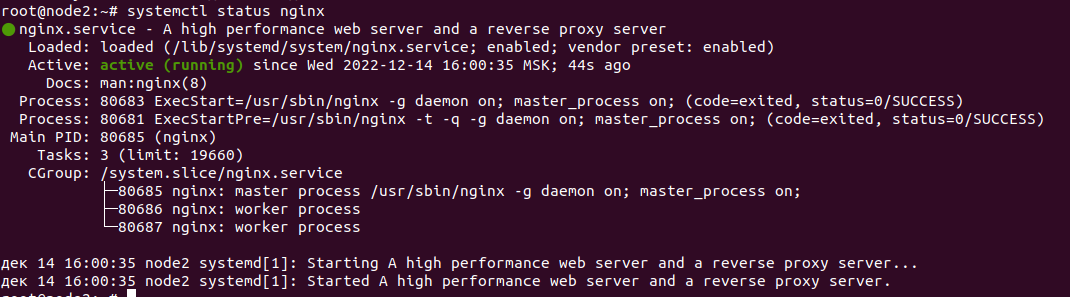 root@node2:~# systemctl status nginx
● nginx.service - A high performance web server and a reverse proxy server
   Loaded: loaded (/lib/systemd/system/nginx.service; enabled; vendor preset: enabled)
   Active: active (running) since Wed 2022-12-14 16:00:35 MSK; 44s ago
     Docs: man:nginx(8)
  Process: 80683 ExecStart=/usr/sbin/nginx -g daemon on; master_process on; (code=exited, status=0/SUCCESS)
  Process: 80681 ExecStartPre=/usr/sbin/nginx -t -q -g daemon on; master_process on; (code=exited, status=0/SUCCESS)
 Main PID: 80685 (nginx)
    Tasks: 3 (limit: 19660)
   CGroup: /system.slice/nginx.service
           ├─80685 nginx: master process /usr/sbin/nginx -g daemon on; master_process on;
           ├─80686 nginx: worker process
           └─80687 nginx: worker process

дек 14 16:00:35 node2 systemd[1]: Starting A high performance web server and a reverse proxy server...
дек 14 16:00:35 node2 systemd[1]: Started A high performance web server and a reverse proxy server.
root@node2:~#